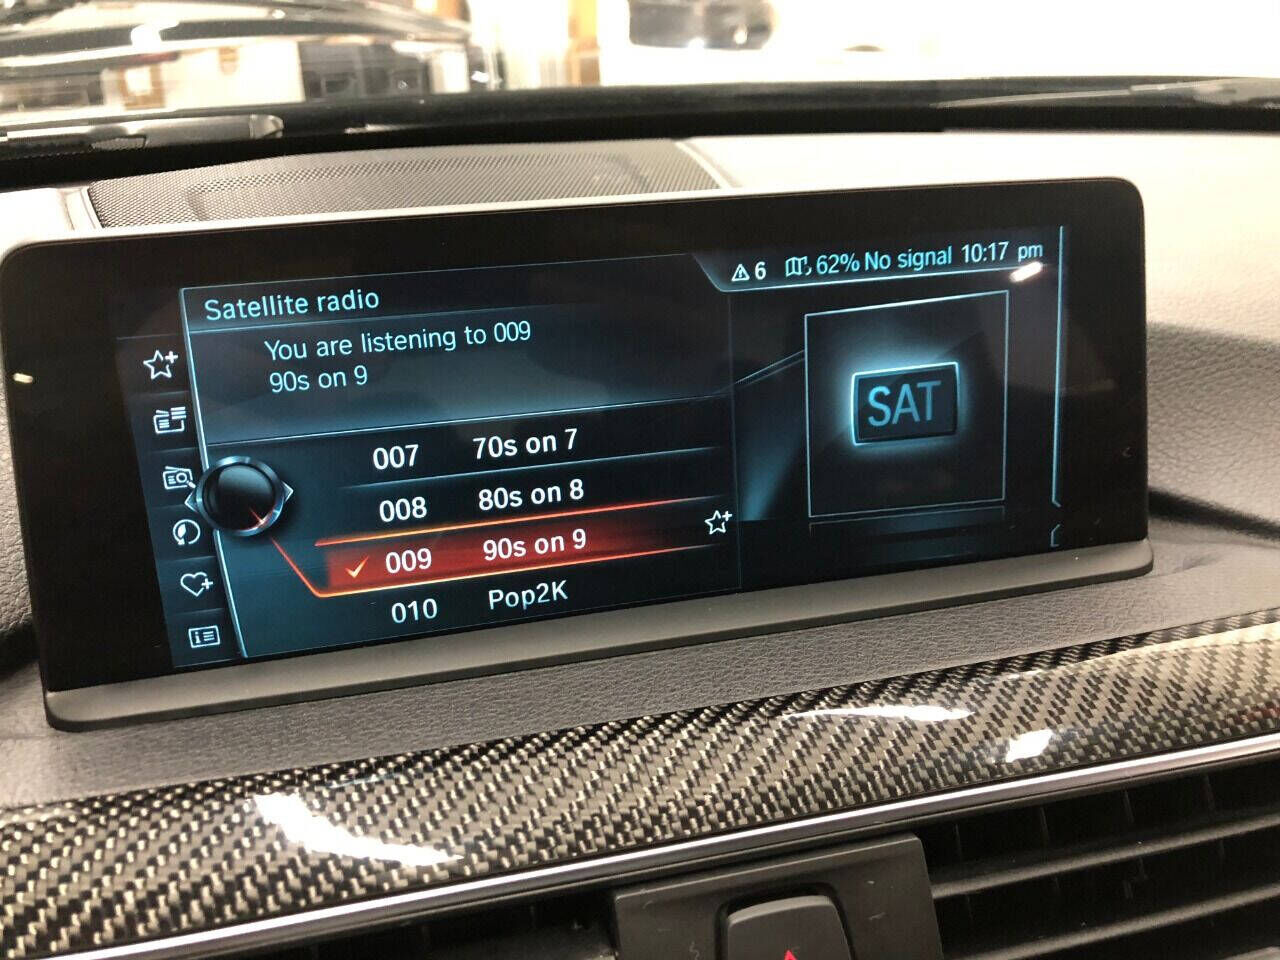 6 62% No signal 10:17 pm
Satellite radio
You are listening to 009
90s on 9
007 70s on 7
008 80s on 8
009 90s on 9
010 Pop2K
SAT